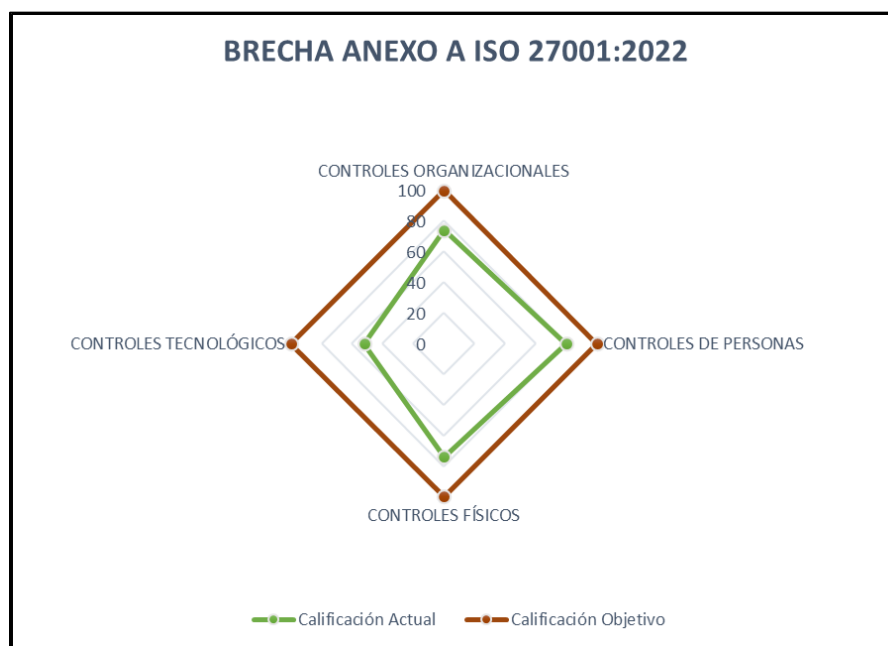 BRECHA ANEXO A ISO 27001:2022
CONTROLES ORGANIZACIONALES
100
80
60
40
20
0
CONTROLES TECNOLÓGICOS
CONTROLES DE PERSONAS
CONTROLES FÍSICOS
Calificación Actual
Calificación Objetivo